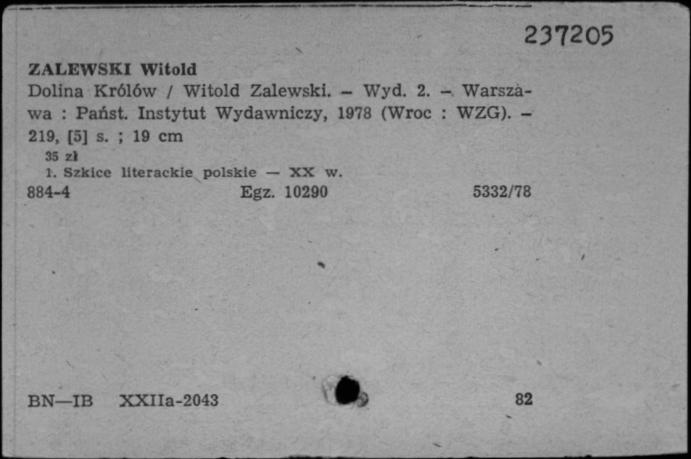 237205
ZALEWSKI Witold
Dolina Królów / Witold Zalewski. – Wyd. 2. – Warsza-
wa : Państ. Instytut Wydawniczy, 1978 (Wroc : WZG). –
219, [5] s. ; 19 cm
35 zł
1. Szkice literackie polskie — XX w.
884-4 Egz. 10290 5332/78
BN—IB XXIIa-2043 82